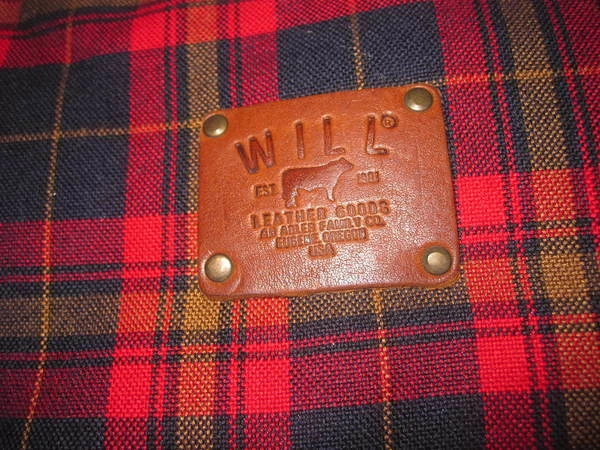 WILL®
EST. 1981
LEATHER GOODS
AN ADLER FAMILY CO.
EUGENE, OREGON
USA